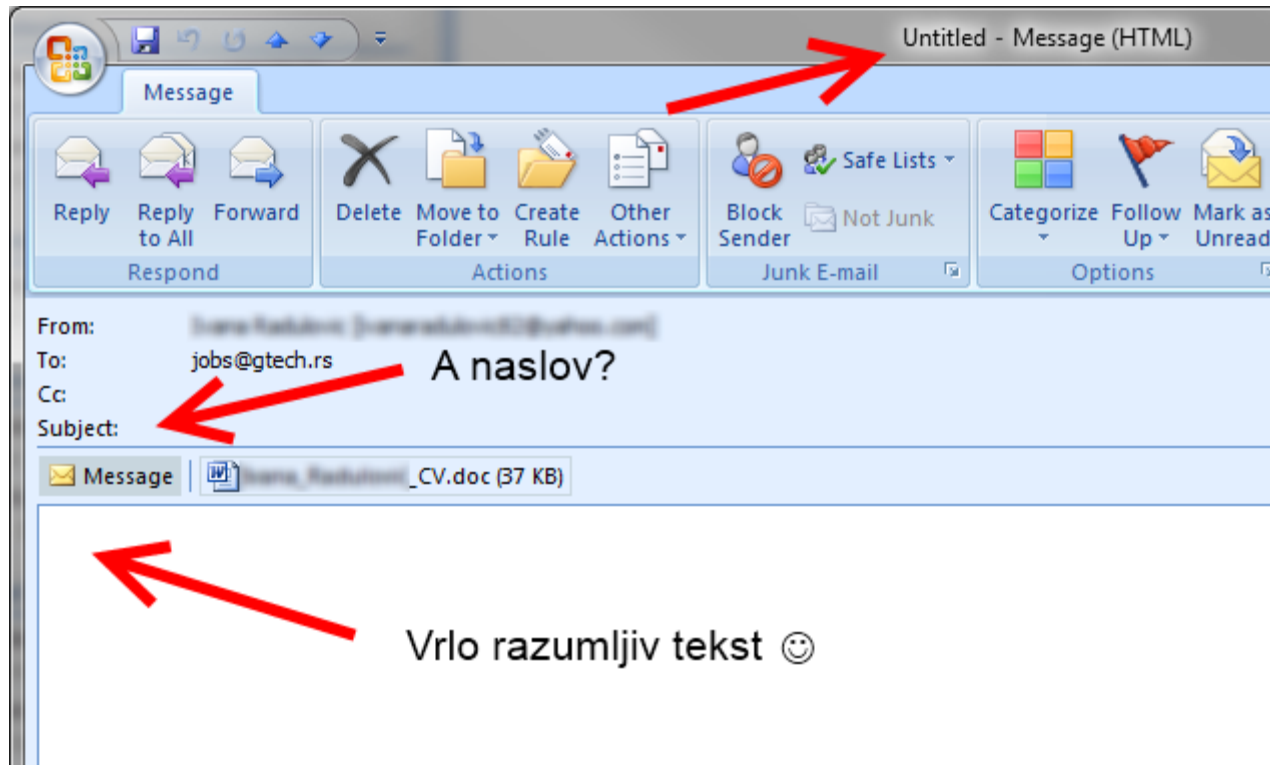 Untitled - Message (HTML)
Message
Reply
Reply to All
Forward
Delete
Move to Folder
Create Rule
Other Actions
Block Sender
Safe Lists
Not Junk
Categorize
Follow Up
Mark as Unread
Respond
Actions
Junk E-mail
Options
From:
To: jobs@gtech.rs
A naslov?
Cc:
Subject:
Message
_CV.doc (37 KB)
Vrlo razumljiv tekst ☺